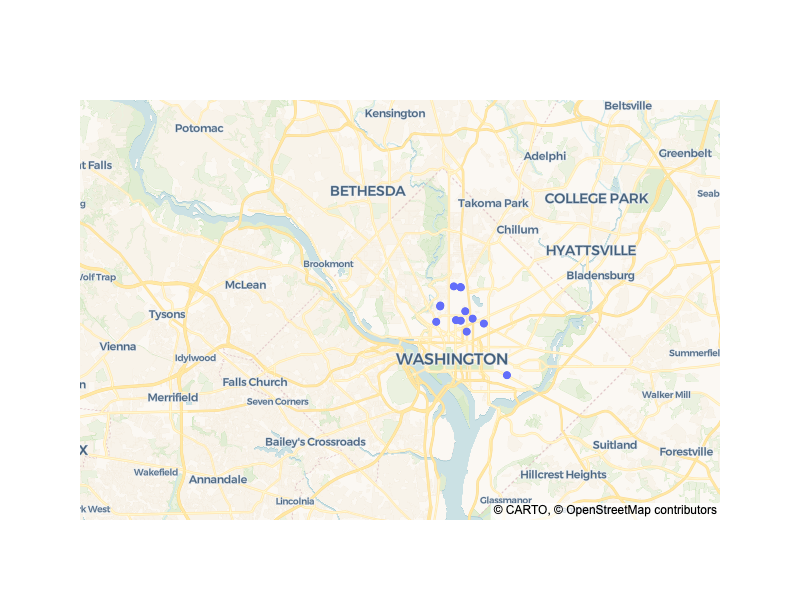 Beltsville
Kensington
Potomac
Greenbelt
Adelphi
t Falls
BETHESDA
Seab
COLLEGE PARK
Takoma Park
g
Chillum
HYATTSVILLE
Brookmont
Bladensburg
Wolf Trap
McLean
Tysons
Vienna
Summerfiel
Idylwood
WASHINGTON
Falls Church
n
Merrifield
Seven Corners
Walker Mill
Bailey's Crossroads
Suitland
X
Forestville
Wakefield
Annandale
Hillcrest Heights
Lincolnia
Glassmanor
rk West
© CARTO, © OpenStreetMap contributors